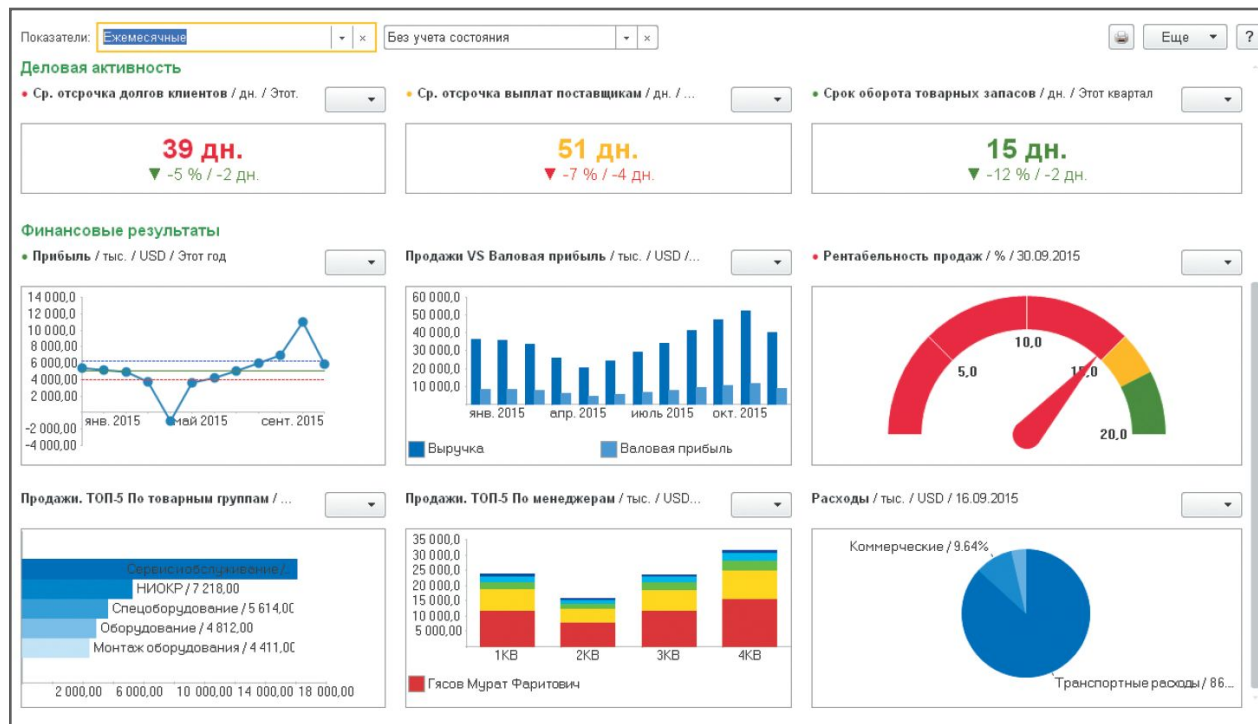 Показатели: Ежемесячные Без учета состояния Еще ?
Деловая активность
Ср. отсрочка долгов клиентов / дн. / Этот.
39 дн.
▼ -5 % / -2 дн.
Ср. отсрочка выплат поставщикам / дн. / ...
51 дн.
▼ -7 % / -4 дн.
Срок оборота товарных запасов / дн. / Этот квартал
15 дн.
▼ -12 % / -2 дн.
Финансовые результаты
Прибыль / тыс. / USD / Этот год
14 000,0
12 000,0
10 000,0
8 000,00
6 000,00
4 000,00
2 000,00
-2 000,00
-4 000,00
янв. 2015 май 2015 сент. 2015
Продажи VS Валовая прибыль / тыс. / USD /...
60 000,0
50 000,0
40 000,0
30 000,0
20 000,0
10 000,0
янв. 2015 апр. 2015 июль 2015 окт. 2015
Выручка Валовая прибыль
Рентабельность продаж / % / 30.09.2015
5,0
10,0
15,0
20,0
Продажи. ТОП-5 По товарным группам / ...
Сервис и обслуживание /...
НИОКР / 7 218,00
Спецоборудование / 5 614,00
Оборудование / 4 812,00
Монтаж оборудования / 4 411,00
2 000,00 6 000,00 10 000,00 14 000,00 18 000,00
Продажи. ТОП-5 По менеджерам / тыс. / USD...
35 000,0
30 000,0
25 000,0
20 000,0
15 000,0
10 000,0
5 000,00
1КВ 2КВ 3КВ 4КВ
Гясов Мурат Фаритович
Расходы / тыс. / USD / 16.09.2015
Коммерческие / 9.64%
Транспортные расходы / 86...